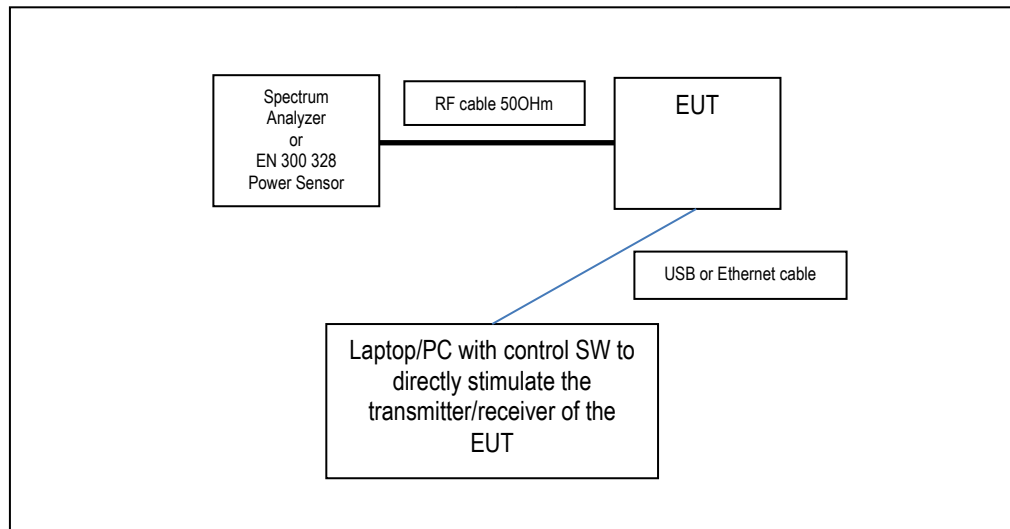 Spectrum
Analyzer
or
EN 300 328
Power Sensor
RF cable 50OHm
EUT
USB or Ethernet cable
Laptop/PC with control SW to
directly stimulate the
transmitter/receiver of the
EUT